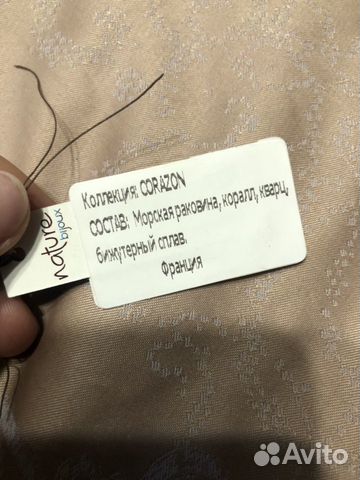 Коллекция: CORAZON
СОСТАВ: Морская раковина, коралл, кварц,
бижутерный сплав.
Франция
nature
bijoux
Avito